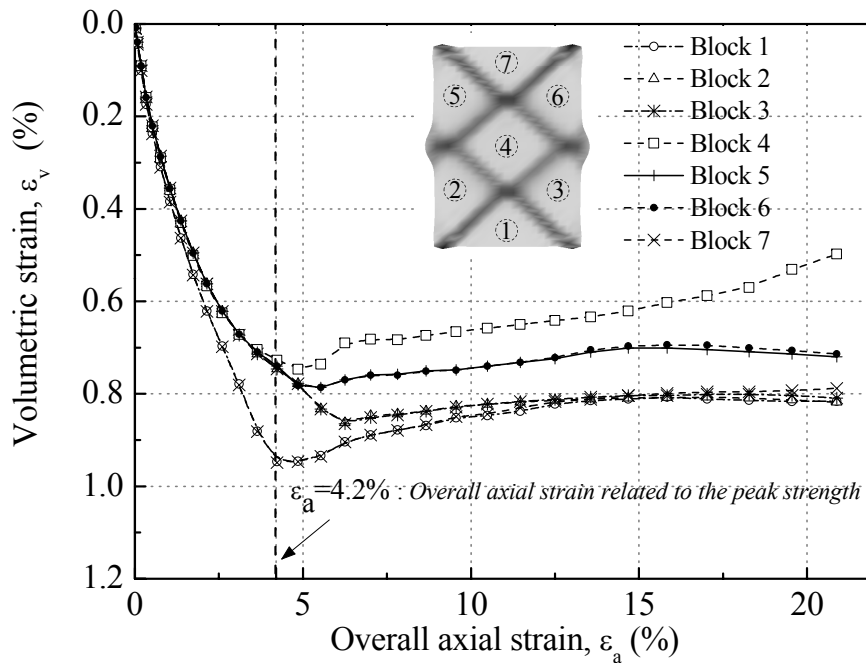 0.0
0.2
0.4
0.6
0.8
1.0
1.2
Volumetric strain, εv (%)
7
5
6
4
2
3
1
Block 1
Block 2
Block 3
Block 4
Block 5
Block 6
Block 7
εa=4.2% : Overall axial strain related to the peak strength
0
5
10
15
20
Overall axial strain, εa (%)